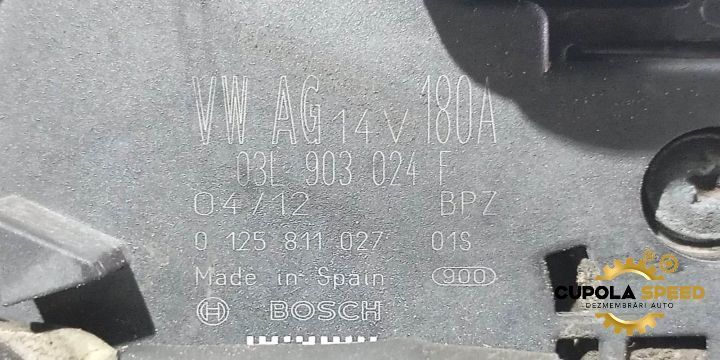 VW AG 14V 180A
03L 903 024 F
04/12 BPZ
0 125 811 027 01S
Made in Spain 900
BOSCH
CUPOLA SPEED
DEZMEMBRĂRI AUTO